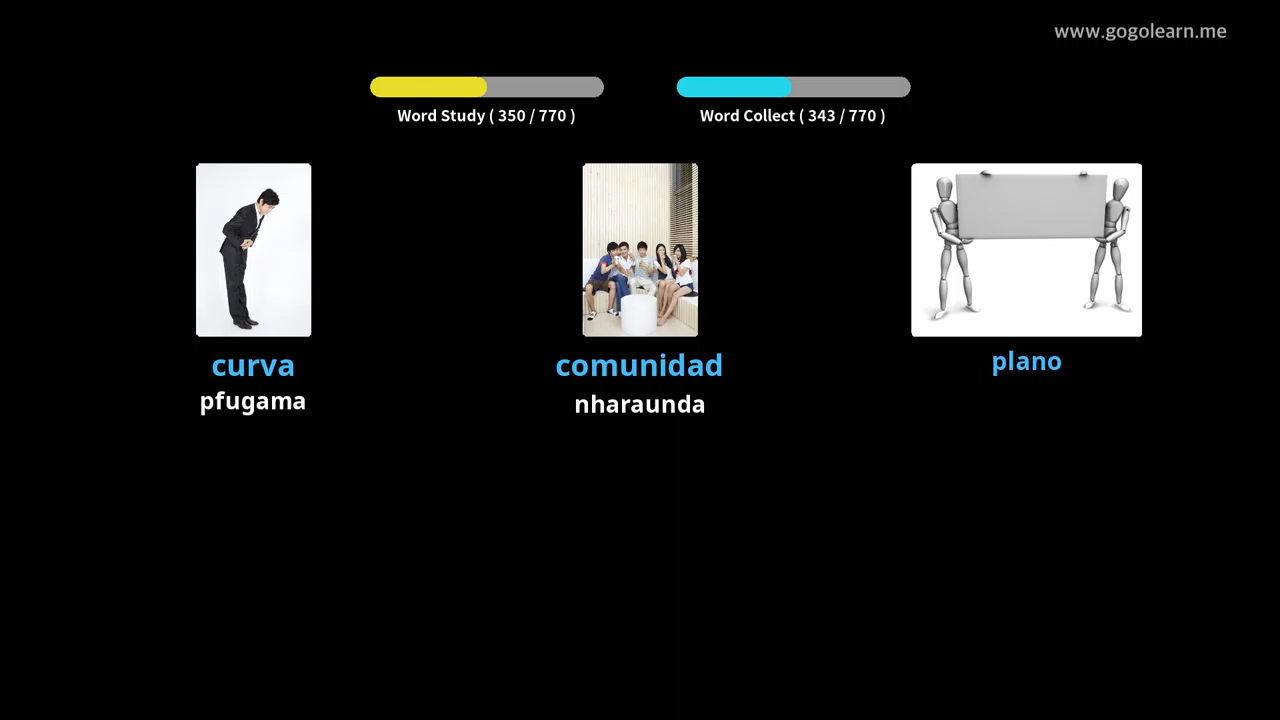 www.gogolearn.me
Word Study ( 350 / 770 )
Word Collect ( 343 / 770 )
curva
pfugama
comunidad
nharaunda
plano